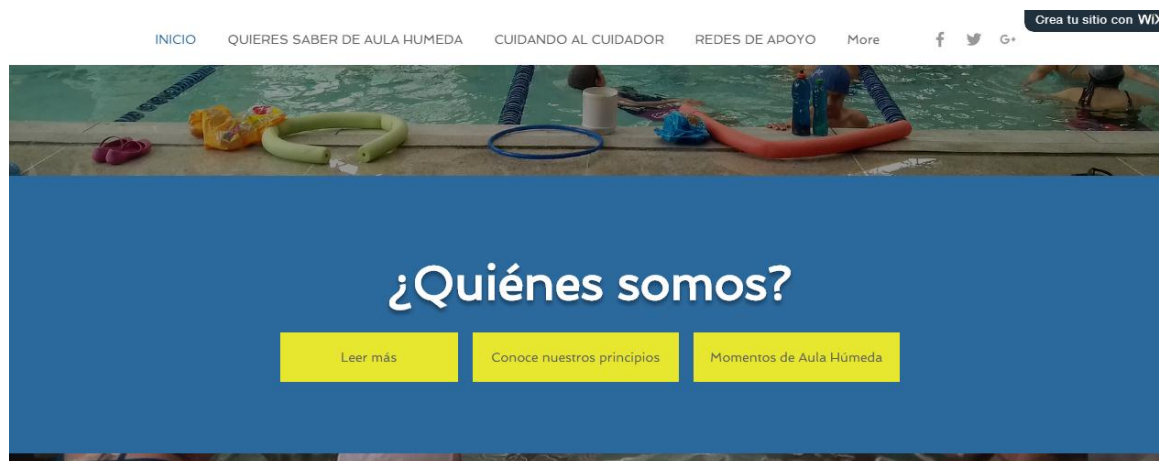 Crea tu sitio con WiX
INICIO QUIERES SABER DE AULA HUMEDA CUIDANDO AL CUIDADOR REDES DE APOYO More f G+
¿Quiénes somos?
Leer más Conoce nuestros principios Momentos de Aula Húmeda